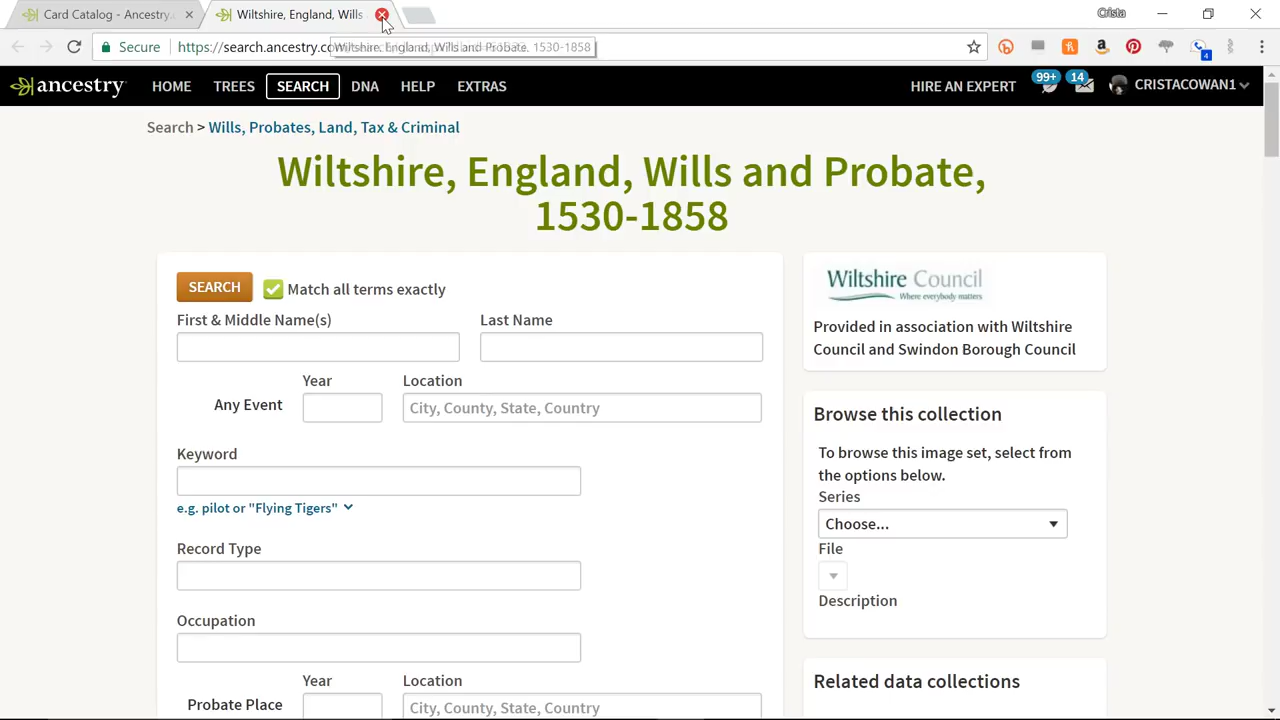 Card Catalog - Ancestry.
Wiltshire, England, Wills
Crista
Secure
https://search.ancestry.co
Wiltshire, England, Wills and Probate, 1530-1858
4
ancestry
HOME
TREES
SEARCH
DNA
HELP
EXTRAS
HIRE AN EXPERT
99+
14
CRISTACOWAN1
Search > Wills, Probates, Land, Tax & Criminal
Wiltshire, England, Wills and Probate,
1530-1858
SEARCH
Match all terms exactly
First & Middle Name(s)
Last Name
Year
Location
Any Event
City, County, State, Country
Keyword
e.g. pilot or "Flying Tigers"
Record Type
Occupation
Year
Location
Probate Place
City, County, State, Country
Wiltshire Council
Where everybody matters
Provided in association with Wiltshire
Council and Swindon Borough Council
Browse this collection
To browse this image set, select from
the options below.
Series
Choose...
File
Description
Related data collections